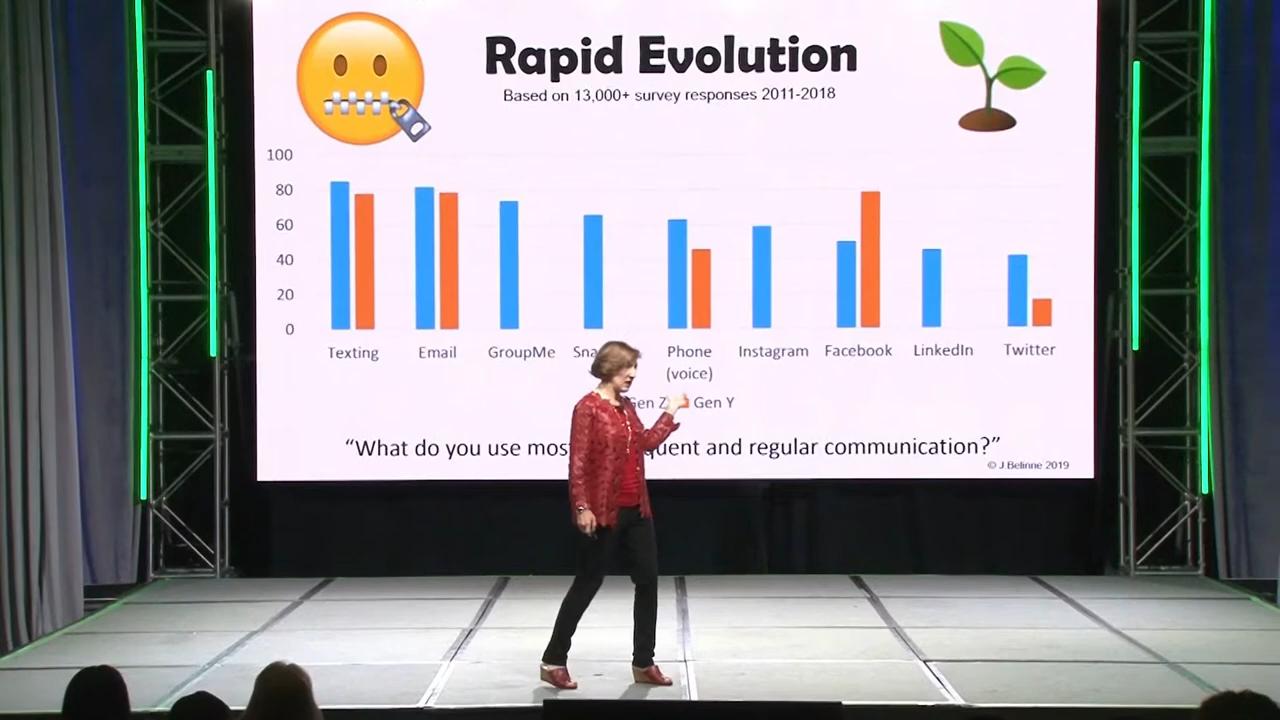 Rapid Evolution
Based on 13,000+ survey responses 2011-2018
100
80
60
40
20
0
Texting Email GroupMe Phone (voice) Instagram Facebook LinkedIn Twitter
Gen Z Gen Y
“What do you use most and regular communication?”
© J.Belinne 2019